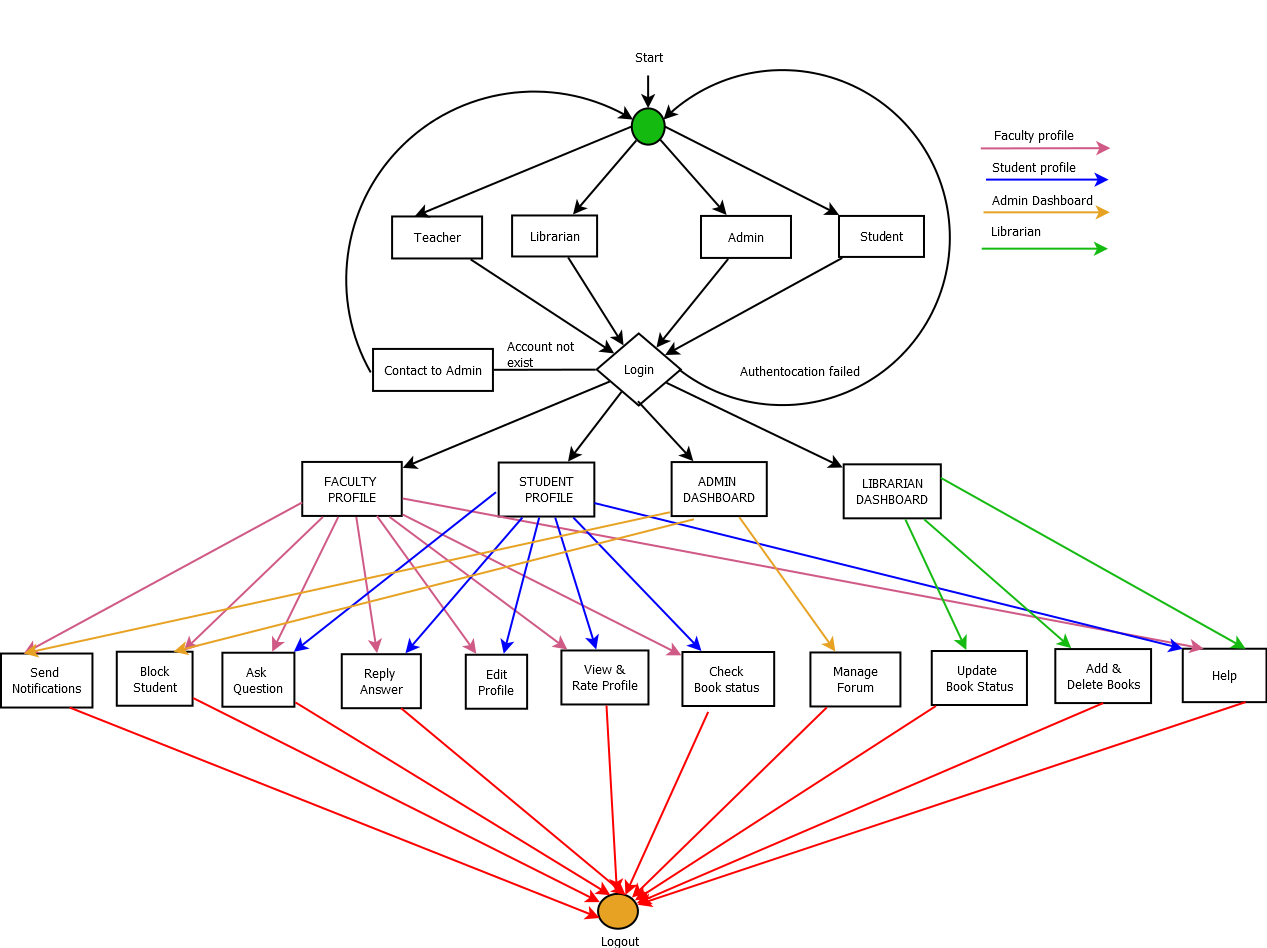 Start
Faculty profile
Student profile
Admin Dashboard
Librarian
Teacher
Librarian
Admin
Student
Account not
exist
Contact to Admin
Login
Authentocation failed
FACULTY
PROFILE
STUDENT
PROFILE
ADMIN
DASHBOARD
LIBRARIAN
DASHBOARD
Send
Notifications
Block
Student
Ask
Question
Reply
Answer
Edit
Profile
View &
Rate Profile
Check
Book status
Manage
Forum
Update
Book Status
Add &
Delete Books
Help
Logout